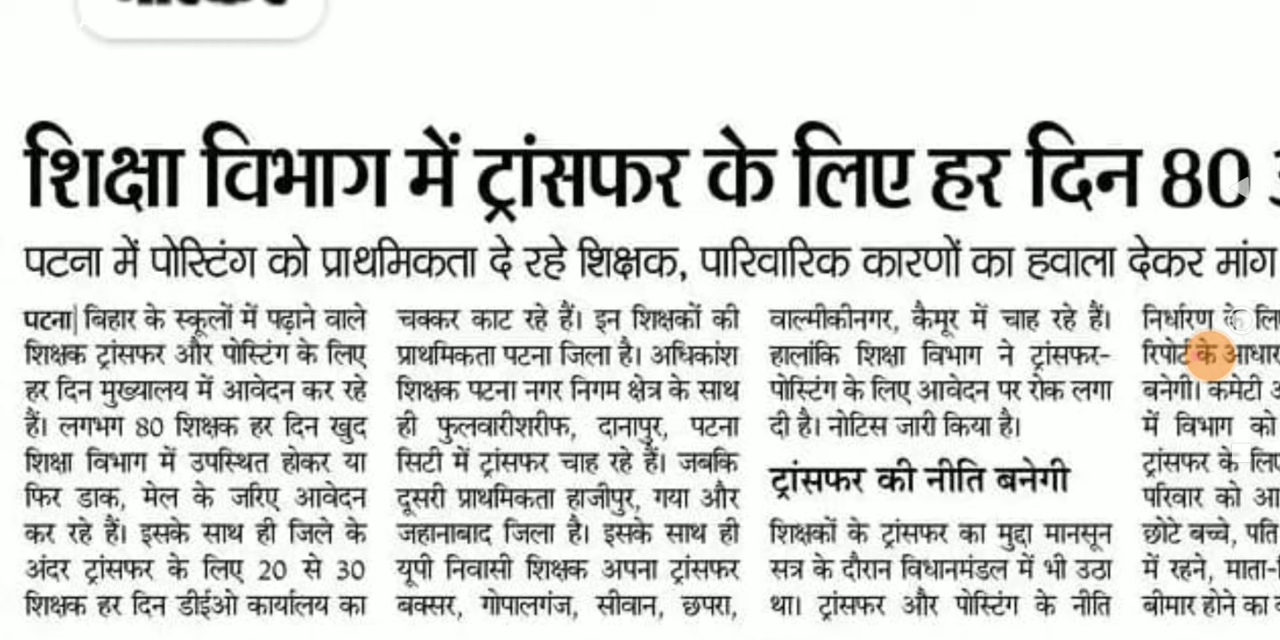 शिक्षा विभाग में ट्रांसफर के लिए हर दिन 80
पटना में पोस्टिंग को प्राथमिकता दे रहे शिक्षक, पारिवारिक कारणों का हवाला देकर मांग
पटना| बिहार के स्कूलों में पढ़ाने वाले
शिक्षक ट्रांसफर और पोस्टिंग के लिए
हर दिन मुख्यालय में आवेदन कर रहे
हैं। लगभग 80 शिक्षक हर दिन खुद
शिक्षा विभाग में उपस्थित होकर या
फिर डाक, मेल के जरिए आवेदन
कर रहे हैं। इसके साथ ही जिले के
अंदर ट्रांसफर के लिए 20 से 30
शिक्षक हर दिन डीईओ कार्यालय का
चक्कर काट रहे हैं। इन शिक्षकों की
प्राथमिकता पटना जिला है। अधिकांश
शिक्षक पटना नगर निगम क्षेत्र के साथ
ही फुलवारीशरीफ, दानापुर, पटना
सिटी में ट्रांसफर चाह रहे हैं। जबकि
दूसरी प्राथमिकता हाजीपुर, गया और
जहानाबाद जिला है। इसके साथ ही
यूपी निवासी शिक्षक अपना ट्रांसफर
बक्सर, गोपालगंज, सीवान, छपरा,
वाल्मीकीनगर, कैमूर में चाह रहे हैं।
हालांकि शिक्षा विभाग ने ट्रांसफर-
पोस्टिंग के लिए आवेदन पर रोक लगा
दी है। नोटिस जारी किया है।
ट्रांसफर की नीति बनेगी
शिक्षकों के ट्रांसफर का मुद्दा मानसून
सत्र के दौरान विधानमंडल में भी उठा
था। ट्रांसफर और पोस्टिंग के नीति
निर्धारण के
रिपोर्ट के आधार
बनेगी। कमेटी
में विभाग को
ट्रांसफर के
परिवार को
छोटे बच्चे, पति
में रहने, माता-
बीमार होने का